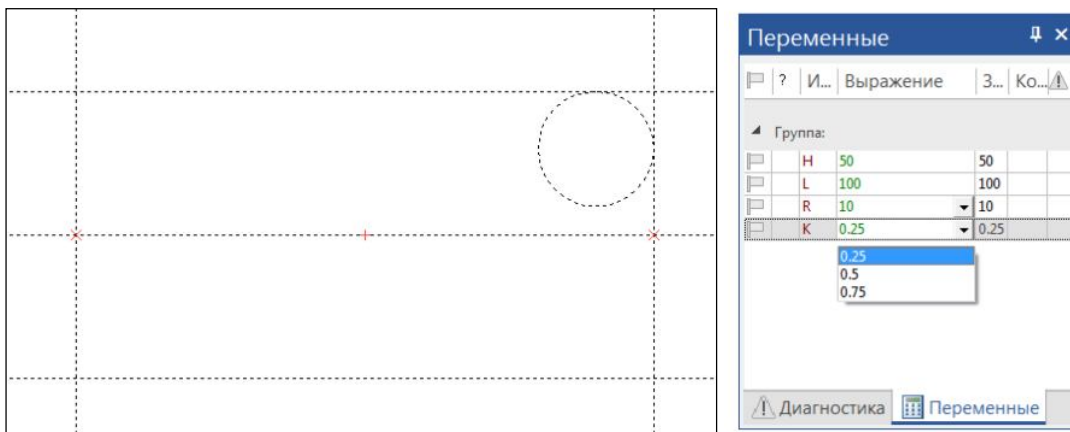 Переменные
? И... Выражение З... Ко...
Группа:
H 50 50
L 100 100
R 10 10
K 0.25 0.25
0.25
0.5
0.75
Диагностика Переменные